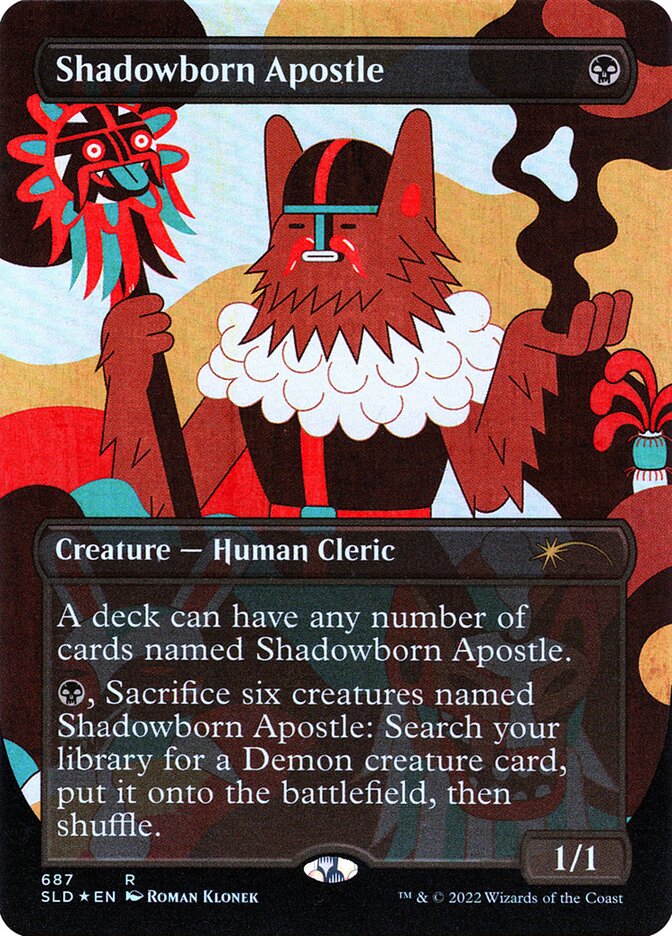 Shadowborn Apostle
Creature — Human Cleric
A deck can have any number of
cards named Shadowborn Apostle.
, Sacrifice six creatures named
Shadowborn Apostle: Search your
library for a Demon creature card,
put it onto the battlefield, then
shuffle.
1/1
687 R
SLD ★ EN Roman Klonek
™ & © 2022 Wizards of the Coast